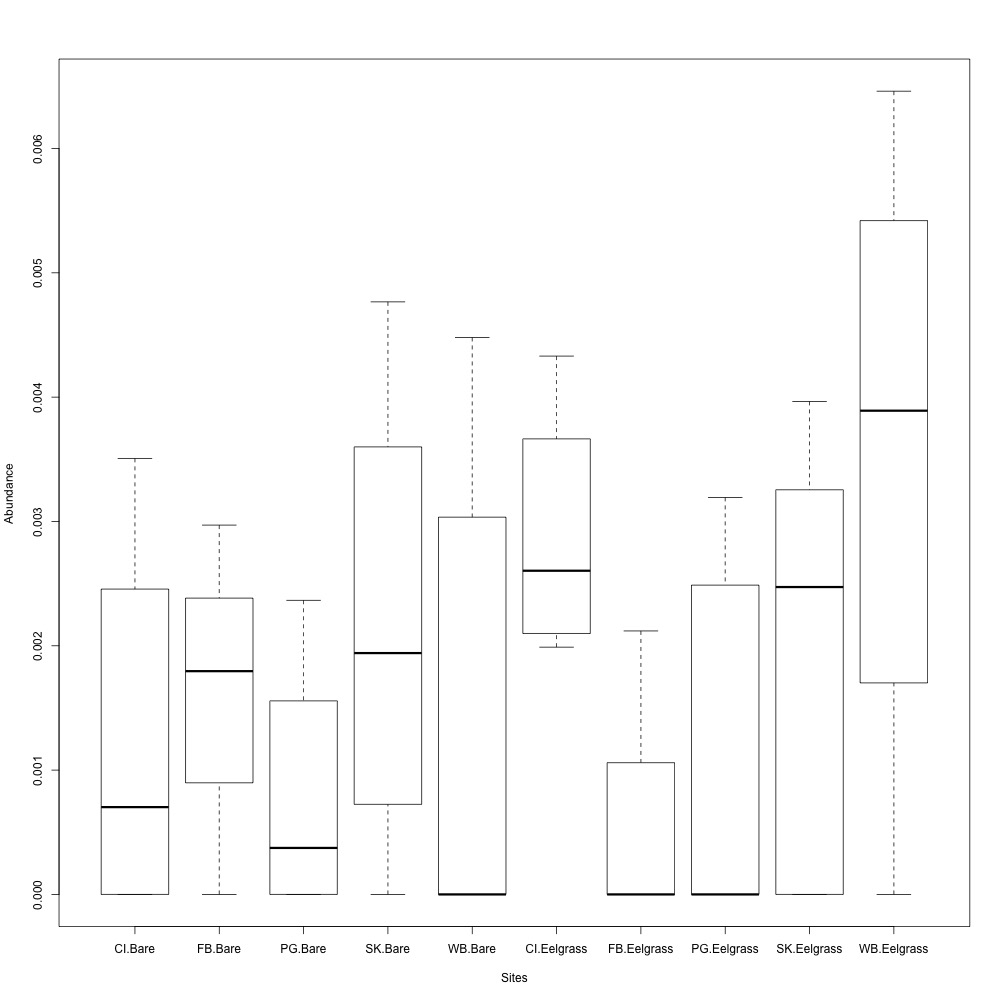 0.006
0.005
0.004
0.003
0.002
0.001
0.000
Abundance
CI.Bare FB.Bare PG.Bare SK.Bare WB.Bare CI.Eelgrass FB.Eelgrass PG.Eelgrass SK.Eelgrass WB.Eelgrass
Sites